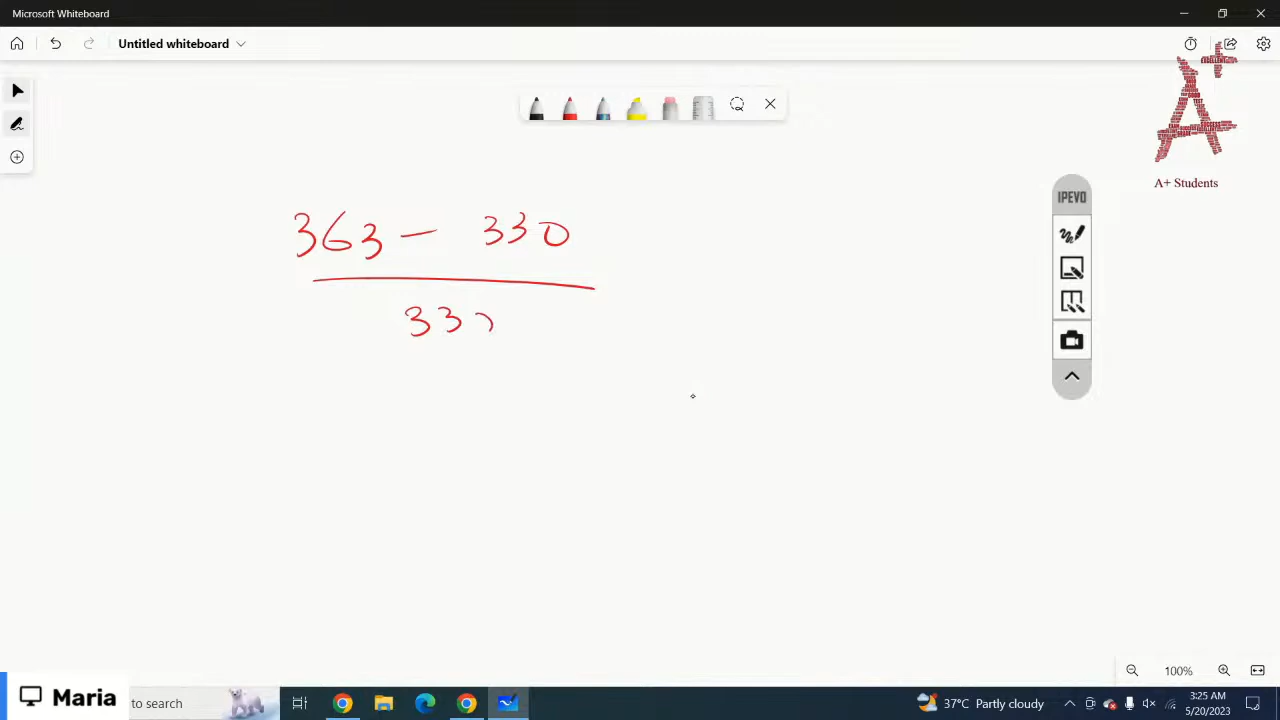 Microsoft Whiteboard
Untitled whiteboard
A+ Students
IPEVO
363 - 330
33
100%
Maria
to search
37°C Partly cloudy
3:25 AM
5/20/2023